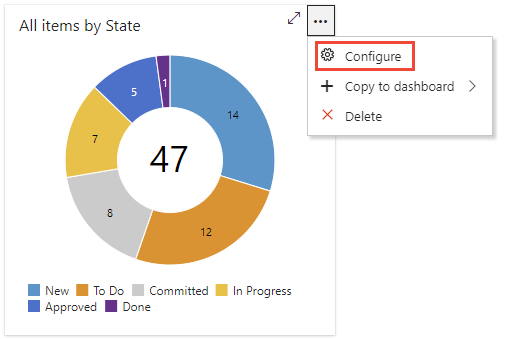 All items by State
...
Configure
Copy to dashboard
Delete
1
5
14
7
47
8
12
New To Do Committed In Progress
Approved Done